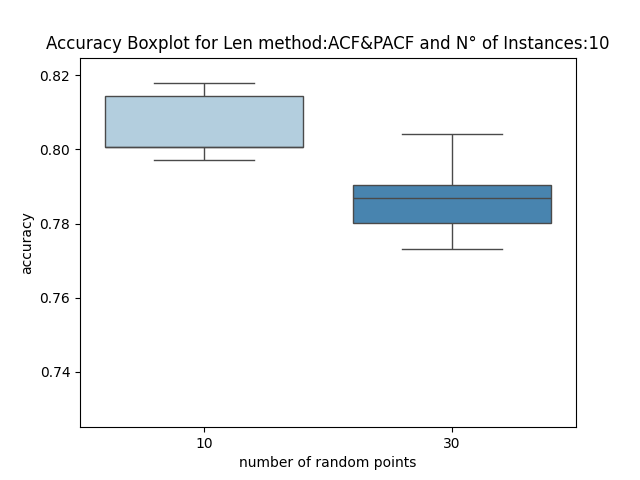 Accuracy Boxplot for Len method:ACF&PACF and N° of Instances:10
0.82
0.80
0.78
0.76
0.74
accuracy
10 30
number of random points